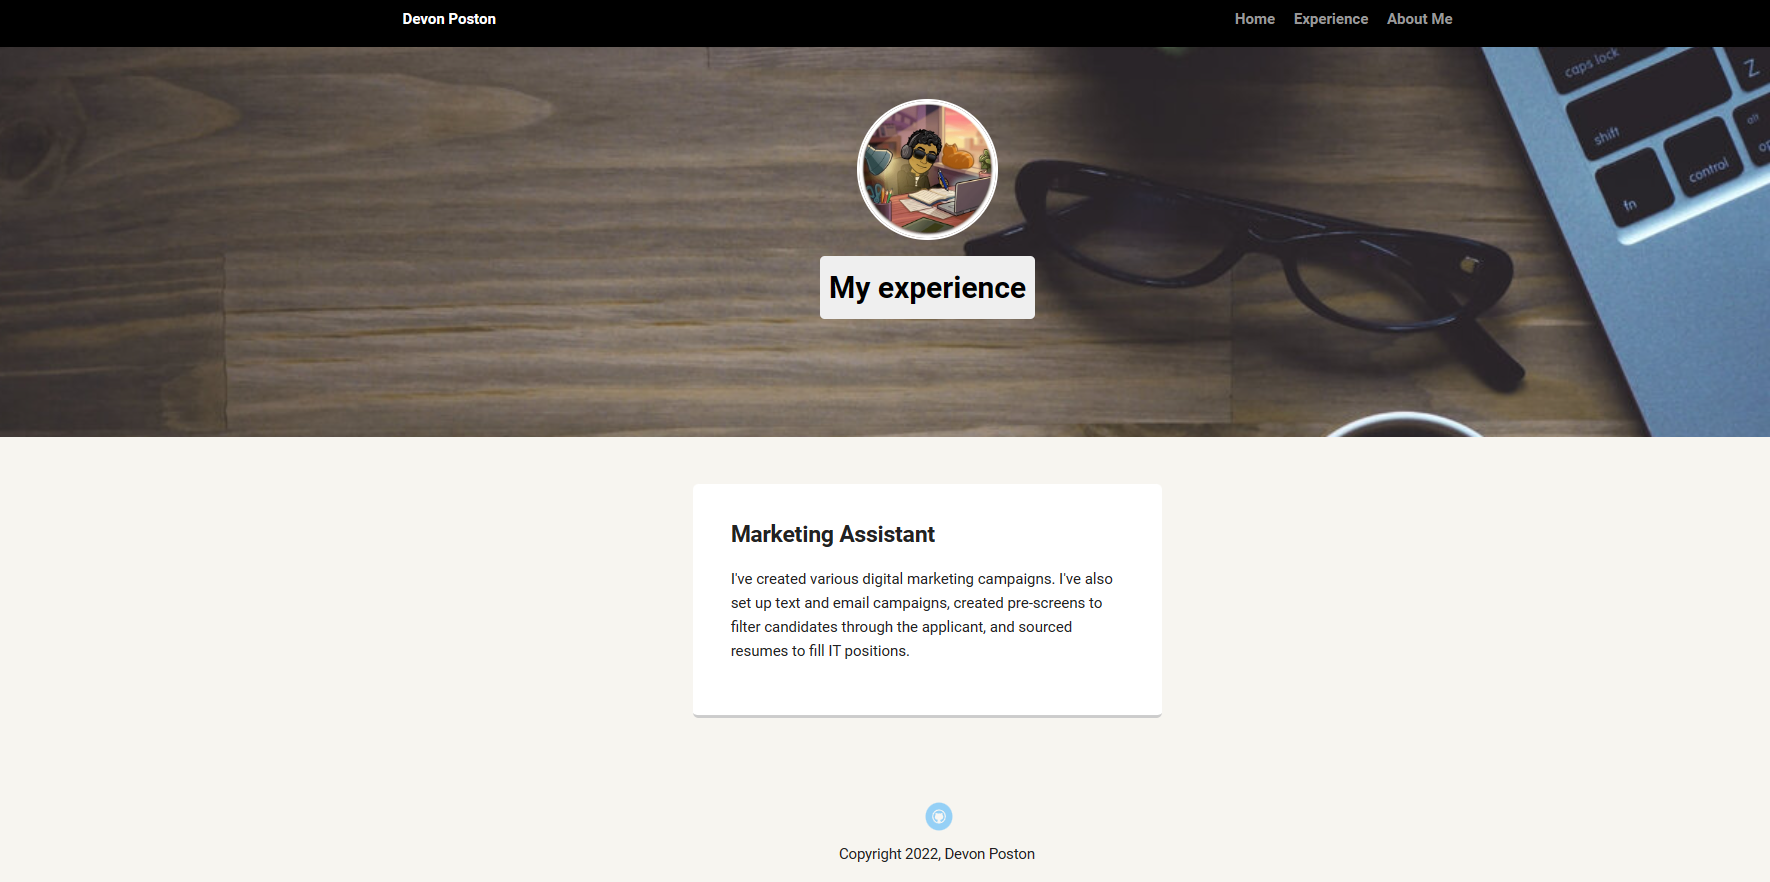 Devon Poston
Home Experience About Me
caps lock
Z
shift
alt
fn
control
My experience
Marketing Assistant
I've created various digital marketing campaigns. I've also
set up text and email campaigns, created pre-screens to
filter candidates through the applicant, and sourced
resumes to fill IT positions.
Copyright 2022, Devon Poston